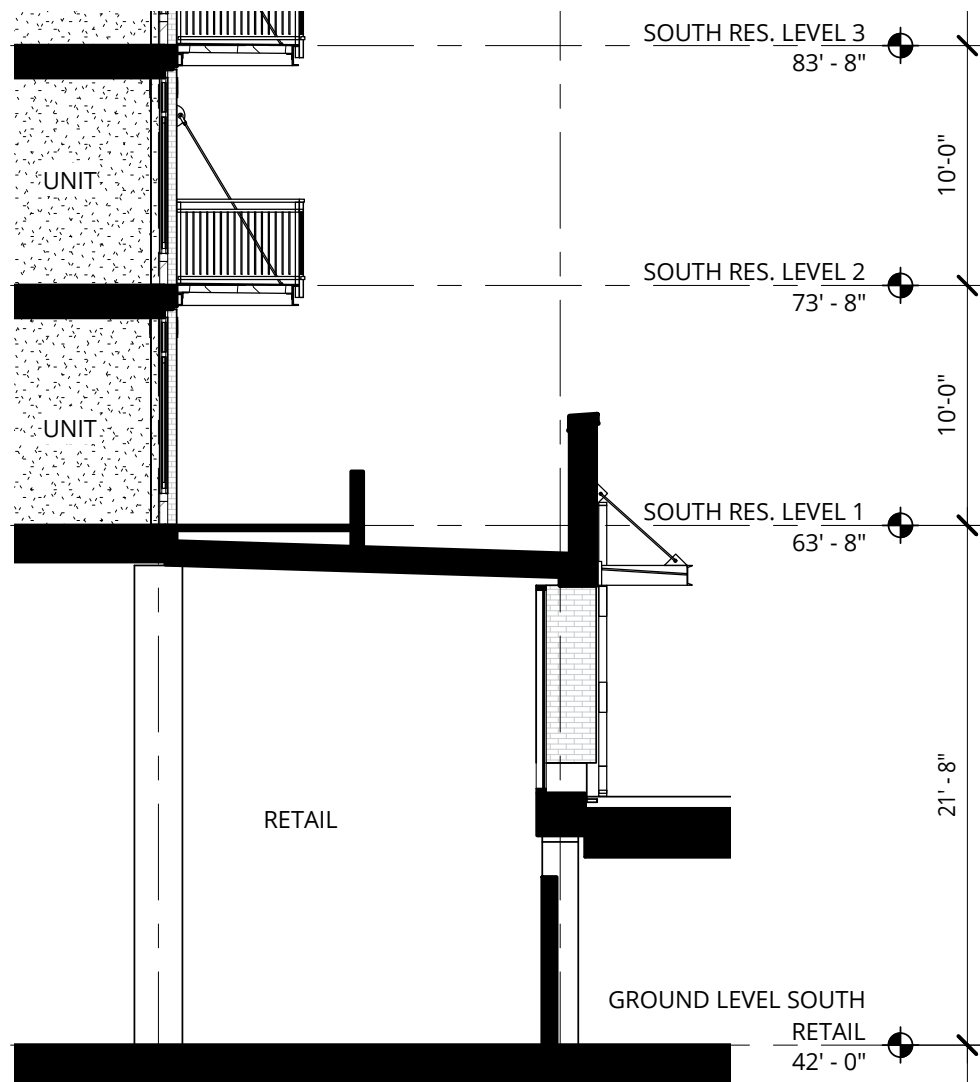 SOUTH RES. LEVEL 3
83' - 8"
10'-0"
UNIT
SOUTH RES. LEVEL 2
73' - 8"
10'-0"
UNIT
SOUTH RES. LEVEL 1
63' - 8"
21' - 8"
RETAIL
GROUND LEVEL SOUTH
RETAIL
42' - 0"